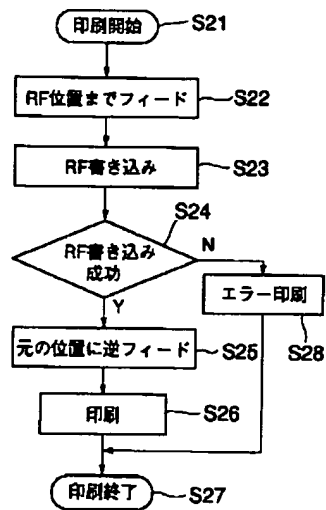 印刷開始 S21
RF位置までフィード S22
RF書き込み S23
S24
RF書き込み
成功
N
Y
エラー印刷
S28
元の位置に逆フィード S25
印刷 S26
印刷終了 S27